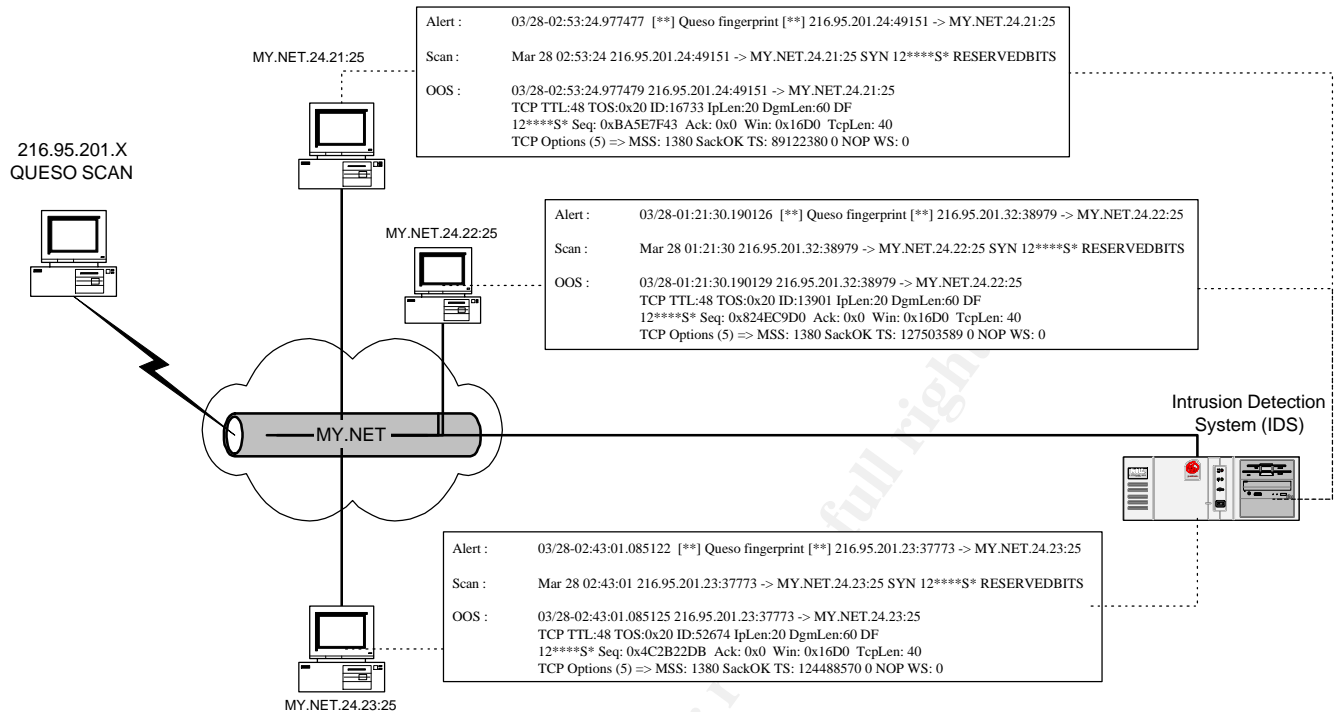 Alert : 03/28-02:53:24.977477 [**] Queso fingerprint [**] 216.95.201.24:49151 -> MY.NET.24.21:25
Scan : Mar 28 02:53:24 216.95.201.24:49151 -> MY.NET.24.21:25 SYN 12****S* RESERVEDBITS
OOS : 03/28-02:53:24.977479 216.95.201.24:49151 -> MY.NET.24.21:25
TCP TTL:48 TOS:0x20 ID:16733 IpLen:20 DgmLen:60 DF
12****S* Seq: 0xBA5E7F43 Ack: 0x0 Win: 0x16D0 TcpLen: 40
TCP Options (5) => MSS: 1380 SackOK TS: 89122380 0 NOP WS: 0
MY.NET.24.21:25
216.95.201.X
QUESO SCAN
MY.NET.24.22:25
Alert : 03/28-01:21:30.190126 [**] Queso fingerprint [**] 216.95.201.32:38979 -> MY.NET.24.22:25
Scan : Mar 28 01:21:30 216.95.201.32:38979 -> MY.NET.24.22:25 SYN 12****S* RESERVEDBITS
OOS : 03/28-01:21:30.190129 216.95.201.32:38979 -> MY.NET.24.22:25
TCP TTL:48 TOS:0x20 ID:13901 IpLen:20 DgmLen:60 DF
12****S* Seq: 0x824EC9D0 Ack: 0x0 Win: 0x16D0 TcpLen: 40
TCP Options (5) => MSS: 1380 SackOK TS: 127503589 0 NOP WS: 0
full right
Intrusion Detection
System (IDS)
MY.NET
Alert : 03/28-02:43:01.085122 [**] Queso fingerprint [**] 216.95.201.23:37773 -> MY.NET.24.23:25
Scan : Mar 28 02:43:01 216.95.201.23:37773 -> MY.NET.24.23:25 SYN 12****S* RESERVEDBITS
OOS : 03/28-02:43:01.085125 216.95.201.23:37773 -> MY.NET.24.23:25
TCP TTL:48 TOS:0x20 ID:52674 IpLen:20 DgmLen:60 DF
12****S* Seq: 0x4C2B22DB Ack: 0x0 Win: 0x16D0 TcpLen: 40
TCP Options (5) => MSS: 1380 SackOK TS: 124488570 0 NOP WS: 0
MY.NET.24.23:25